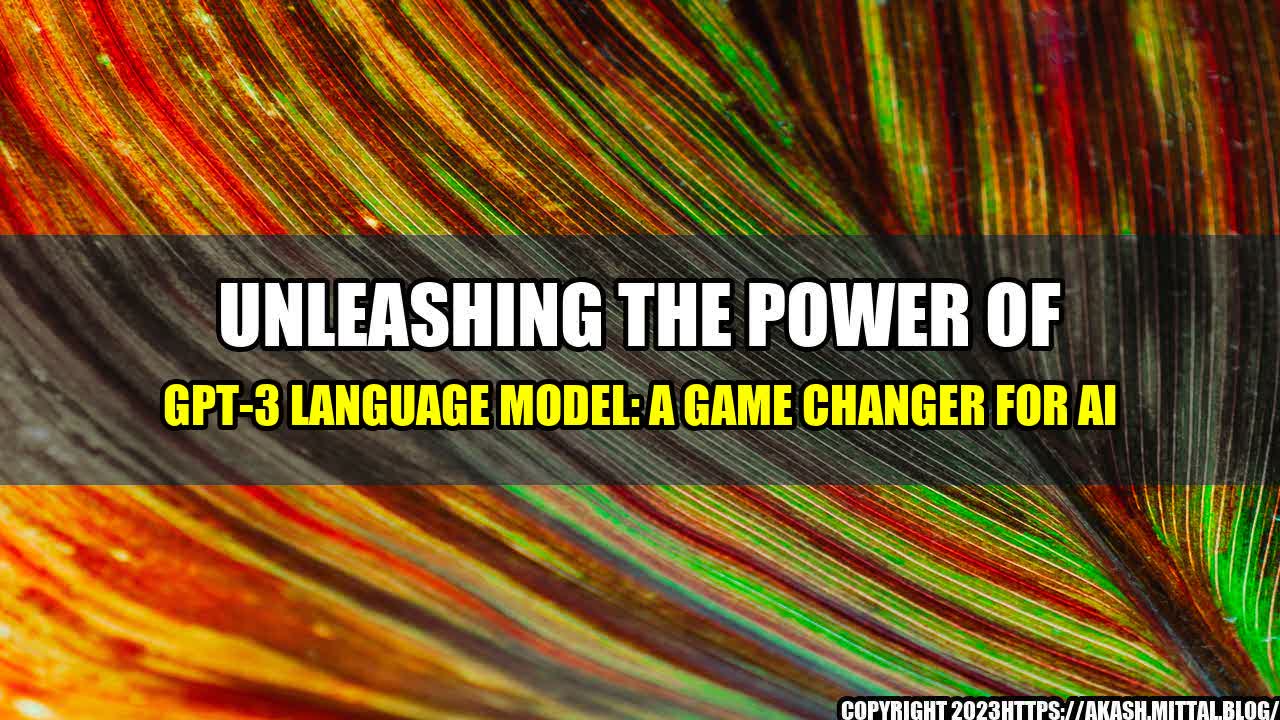 UNLEASHING THE POWER OF
GPT-3 LANGUAGE MODEL: A GAME CHANGER FOR AI
COPYRIGHT 2023HTTPS://AKASH.MITTAL.BLOG/